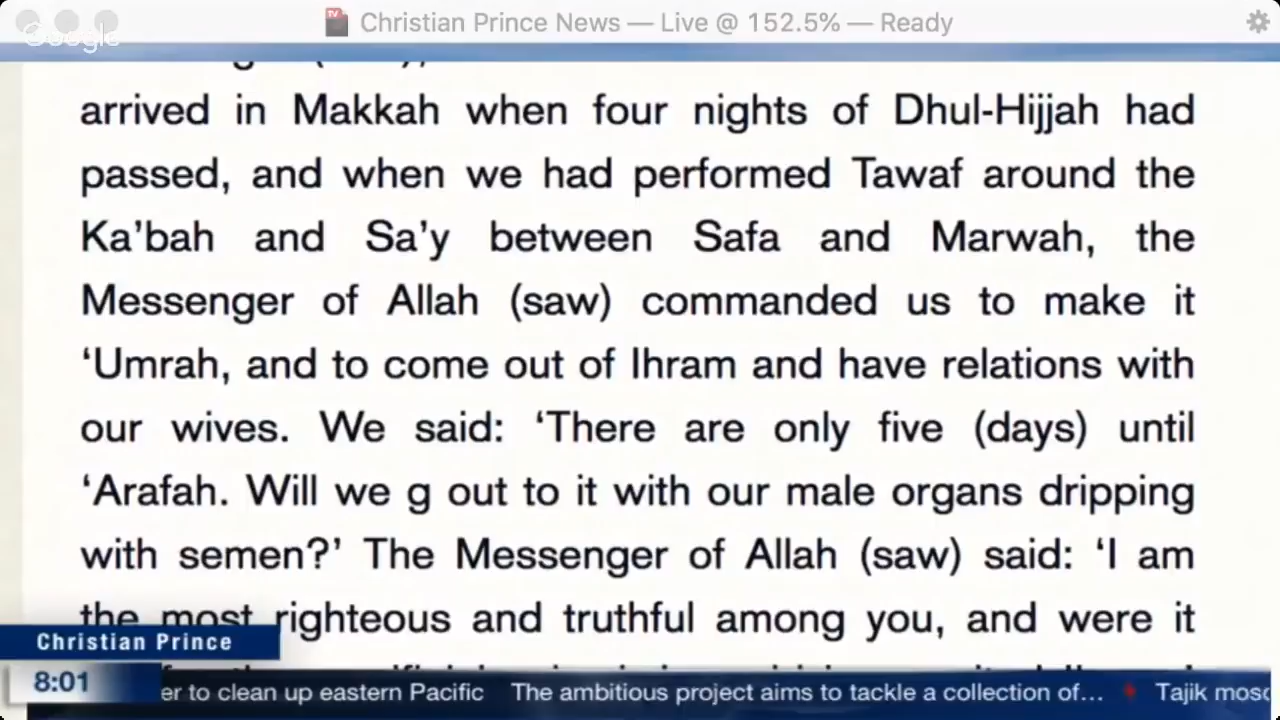 Christian Prince News — Live @ 152.5% — Ready
Google
arrived in Makkah when four nights of Dhul-Hijjah had
passed, and when we had performed Tawaf around the
Ka’bah and Sa’y between Safa and Marwah, the
Messenger of Allah (saw) commanded us to make it
‘Umrah, and to come out of Ihram and have relations with
our wives. We said: ‘There are only five (days) until
‘Arafah. Will we g out to it with our male organs dripping
with semen?’ The Messenger of Allah (saw) said: ‘I am
the most righteous and truthful among you, and were it
Christian Prince
8:01
er to clean up eastern Pacific The ambitious project aims to tackle a collection of... Tajik